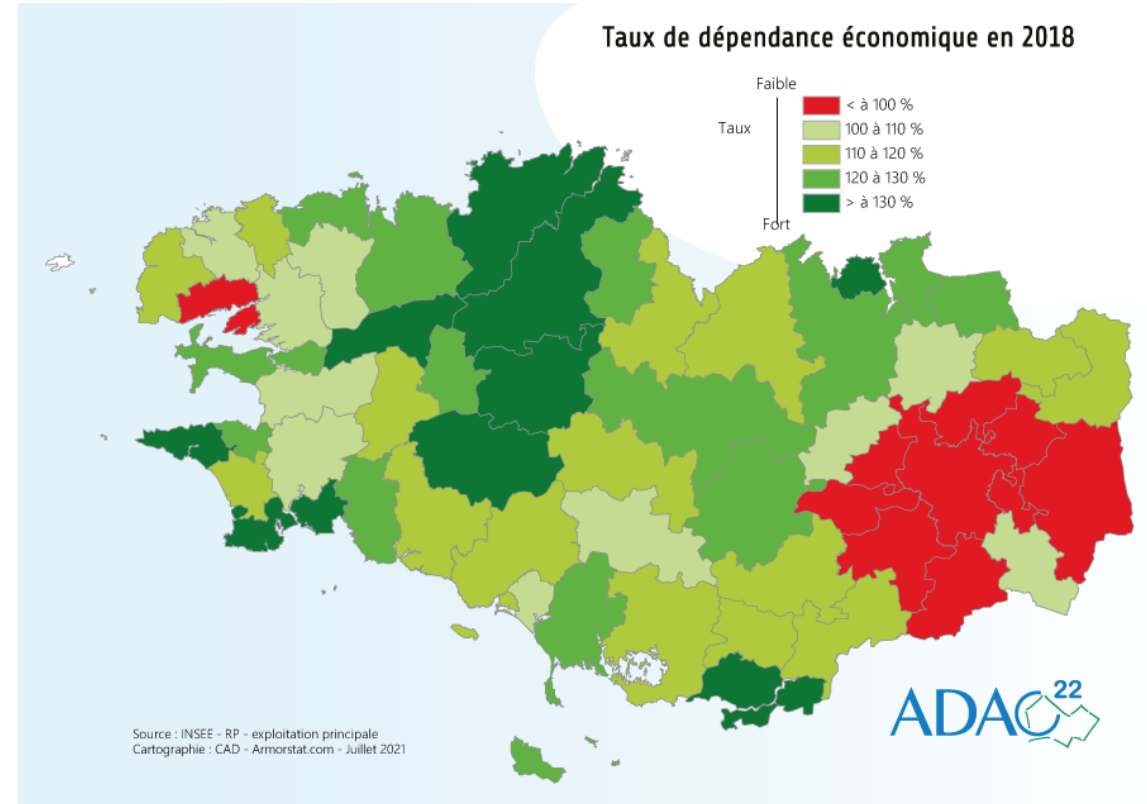 Taux de dépendance économique en 2018
Faible
Taux
< à 100 %
100 à 110 %
110 à 120 %
120 à 130 %
> à 130 %
Fort
Source : INSEE - RP - exploitation principale
Cartographie : CAD - Armorstat.com - Juillet 2021
ADAC 22